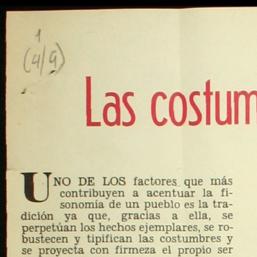 1
(4/9)
Las costum
UNO DE LOS factores que más
contribuyen a acentuar la fi-
sonomía de un pueblo es la tra-
dición ya que, gracias a ella, se
perpetúan los hechos ejemplares, se ro-
bustecen y tipifican las costumbres y
se proyecta con firmeza el propio ser